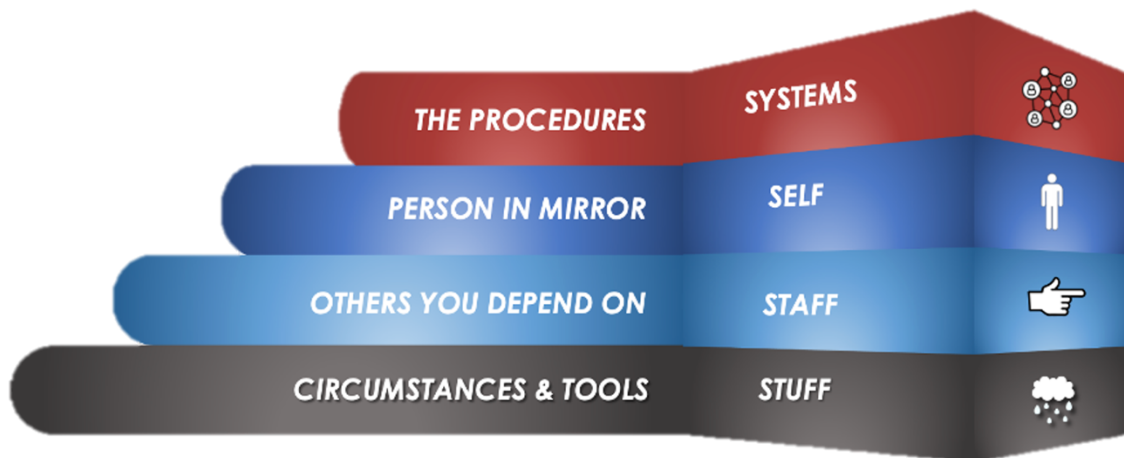 THE PROCEDURES SYSTEMS
PERSON IN MIRROR SELF
OTHERS YOU DEPEND ON STAFF
CIRCUMSTANCES & TOOLS STUFF